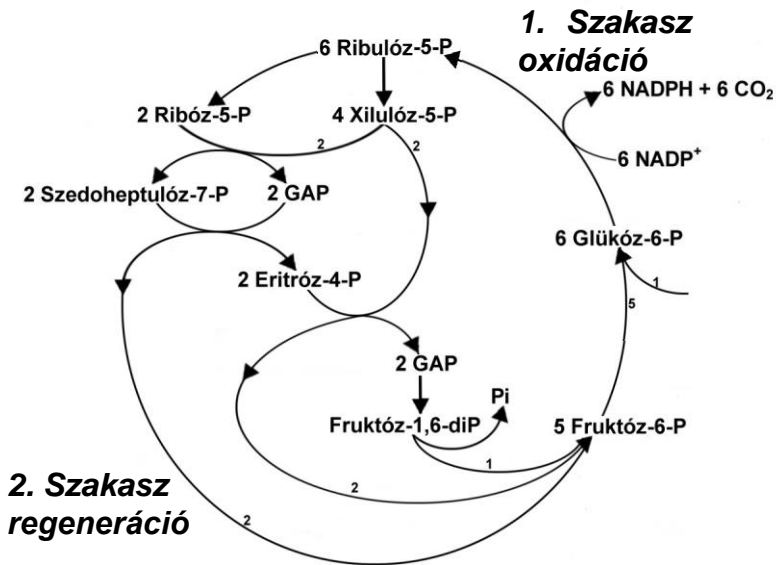 1. Szakasz
oxidáció
6 Ribulóz-5-P
6 NADPH + 6 CO₂
2 Ribóz-5-P
4 Xilulóz-5-P
2
2
6 NADP⁺
2 Szedoheptulóz-7-P
2 GAP
6 Glükóz-6-P
1
2 Eritróz-4-P
5
2 GAP
Pi
Fruktóz-1,6-diP
5 Fruktóz-6-P
1
2. Szakasz
regeneráció
2
2